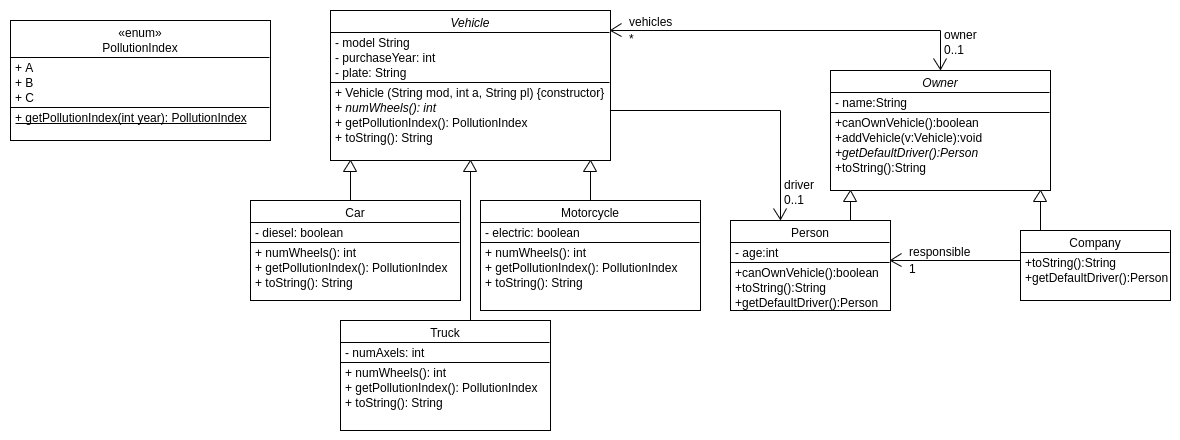 «enum»
PollutionIndex
+ A
+ B
+ C
+ getPollutionIndex(int year): PollutionIndex
Vehicle
- model String
- purchaseYear: int
- plate: String
+ Vehicle (String mod, int a, String pl) {constructor}
+ numWheels(): int
+ getPollutionIndex(): PollutionIndex
+ toString(): String
vehicles
*
owner
0..1
Owner
- name:String
+canOwnVehicle():boolean
+addVehicle(v:Vehicle):void
+getDefaultDriver():Person
+toString():String
driver
0..1
Car
- diesel: boolean
+ numWheels(): int
+ getPollutionIndex(): PollutionIndex
+ toString(): String
Motorcycle
- electric: boolean
+ numWheels(): int
+ getPollutionIndex(): PollutionIndex
+ toString(): String
Person
- age:int
+canOwnVehicle():boolean
+toString():String
+getDefaultDriver():Person
responsible
1
Company
+toString():String
+getDefaultDriver:Person
Truck
- numAxels: int
+ numWheels(): int
+ getPollutionIndex(): PollutionIndex
+ toString(): String